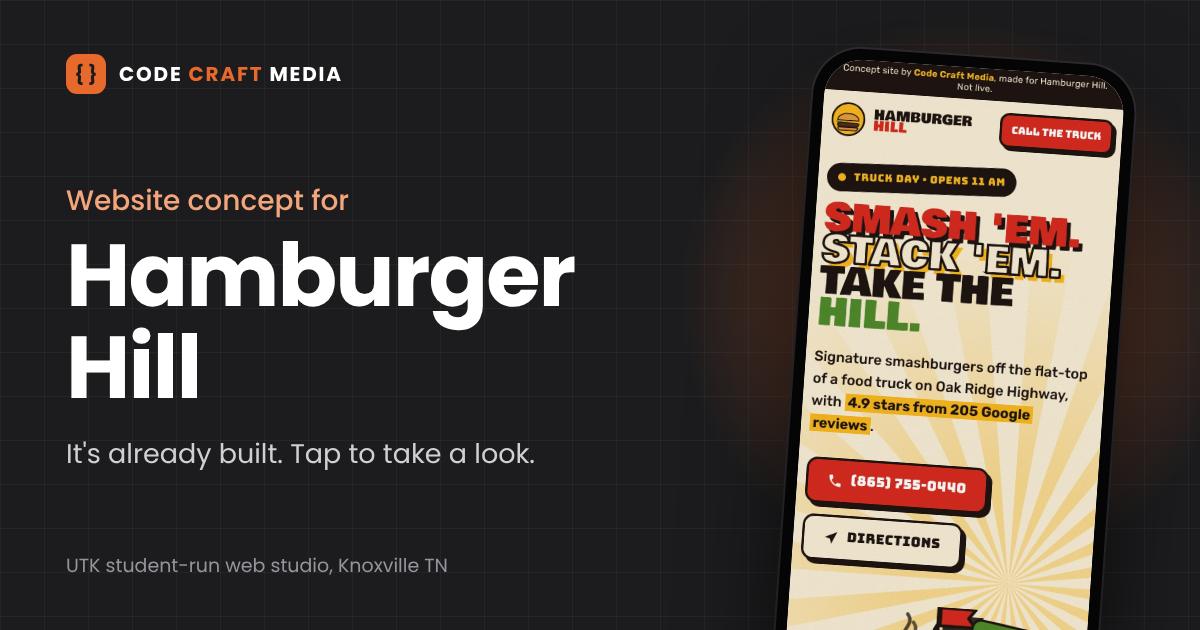 { } CODE CRAFT MEDIA
Website concept for
Hamburger
Hill
It's already built. Tap to take a look.
UTK student-run web studio, Knoxville TN
Concept site by Code Craft Media, made for Hamburger Hill.
Not live.
HAMBURGER
HILL
CALL THE TRUCK
TRUCK DAY • OPENS 11 AM
SMASH 'EM.
STACK 'EM.
TAKE THE
HILL.
Signature smashburgers off the flat-top
of a food truck on Oak Ridge Highway,
with 4.9 stars from 205 Google
reviews.
(865) 755-0440
DIRECTIONS